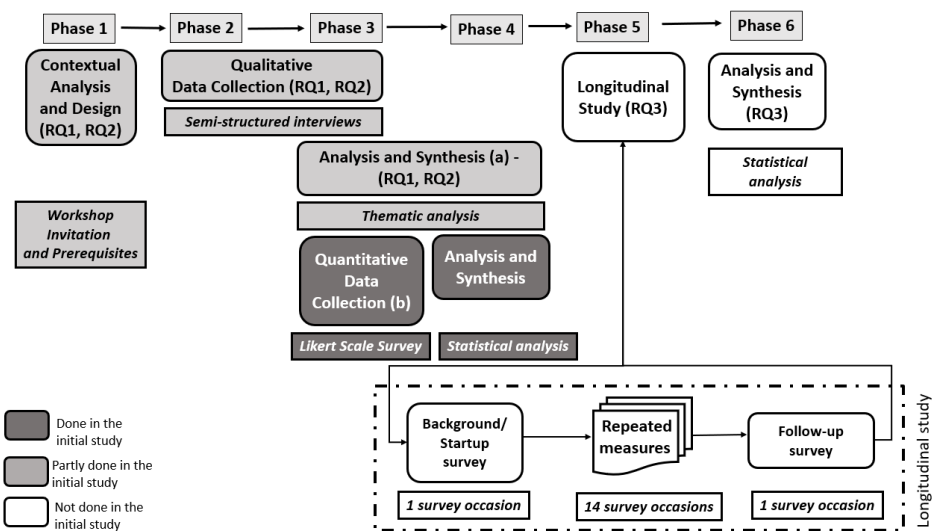 Phase 1
Phase 2
Phase 3
Phase 4
Phase 5
Phase 6
Contextual
Analysis
and Design
(RQ1, RQ2)
Qualitative
Data Collection (RQ1, RQ2)
Semi-structured interviews
Longitudinal
Study (RQ3)
Analysis and
Synthesis
(RQ3)
Statistical
analysis
Analysis and Synthesis (a) -
(RQ1, RQ2)
Thematic analysis
Workshop
Invitation
and Prerequisites
Quantitative
Data
Collection (b)
Analysis and
Synthesis
Likert Scale Survey
Statistical analysis
Done in the
initial study
Partly done in the
initial study
Not done in the
initial study
Background/
Startup
survey
Repeated
measures
Follow-up
survey
1 survey occasion
14 survey occasions
1 survey occasion
Longitudinal study